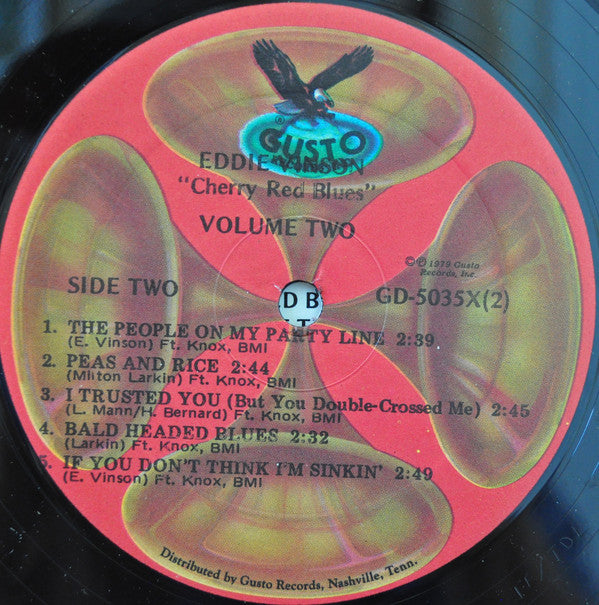 GUSTO
RECORDS
EDDIE VINSON
"Cherry Red Blues"
VOLUME TWO
©℗ 1979 Gusto
Records, Inc.
SIDE TWO
GD-5035X(2)
D B
1. THE PEOPLE ON MY PARTY LINE 2:39
(E. Vinson) Ft. Knox, BMI
2. PEAS AND RICE 2:44
(Milton Larkin) Ft. Knox, BMI
3. I TRUSTED YOU (But You Double-Crossed Me) 2:45
(L. Mann/H. Bernard) Ft. Knox, BMI
4. BALD HEADED BLUES 2:32
(Larkin) Ft. Knox, BMI
5. IF YOU DON'T THINK I'M SINKIN' 2:49
(E. Vinson) Ft. Knox, BMI
Distributed by Gusto Records, Nashville, Tenn.